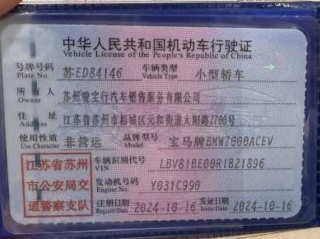 中华人民共和国机动车行驶证
Vehicle License of the People's Republic of China
号牌号码 苏ED84146 车辆类型 小型轿车
Plate No. Vehicle Type
所有人 苏州骏宝行汽车销售服务有限公司
Owner
住址 江苏省苏州市相城区元和街道太阳路2700号
Address
使用性质 非营运 品牌型号 宝马牌BMW7000ACEV
Use Character Model
江苏省苏州 车辆识别代号 LBV81BE00R1B21896
VIN
市公安局交 发动机号码 Y031C990
Engine No.
通警察支队 注册日期 2024-10-16 发证日期 2024-10-16
Register Date Issue Date